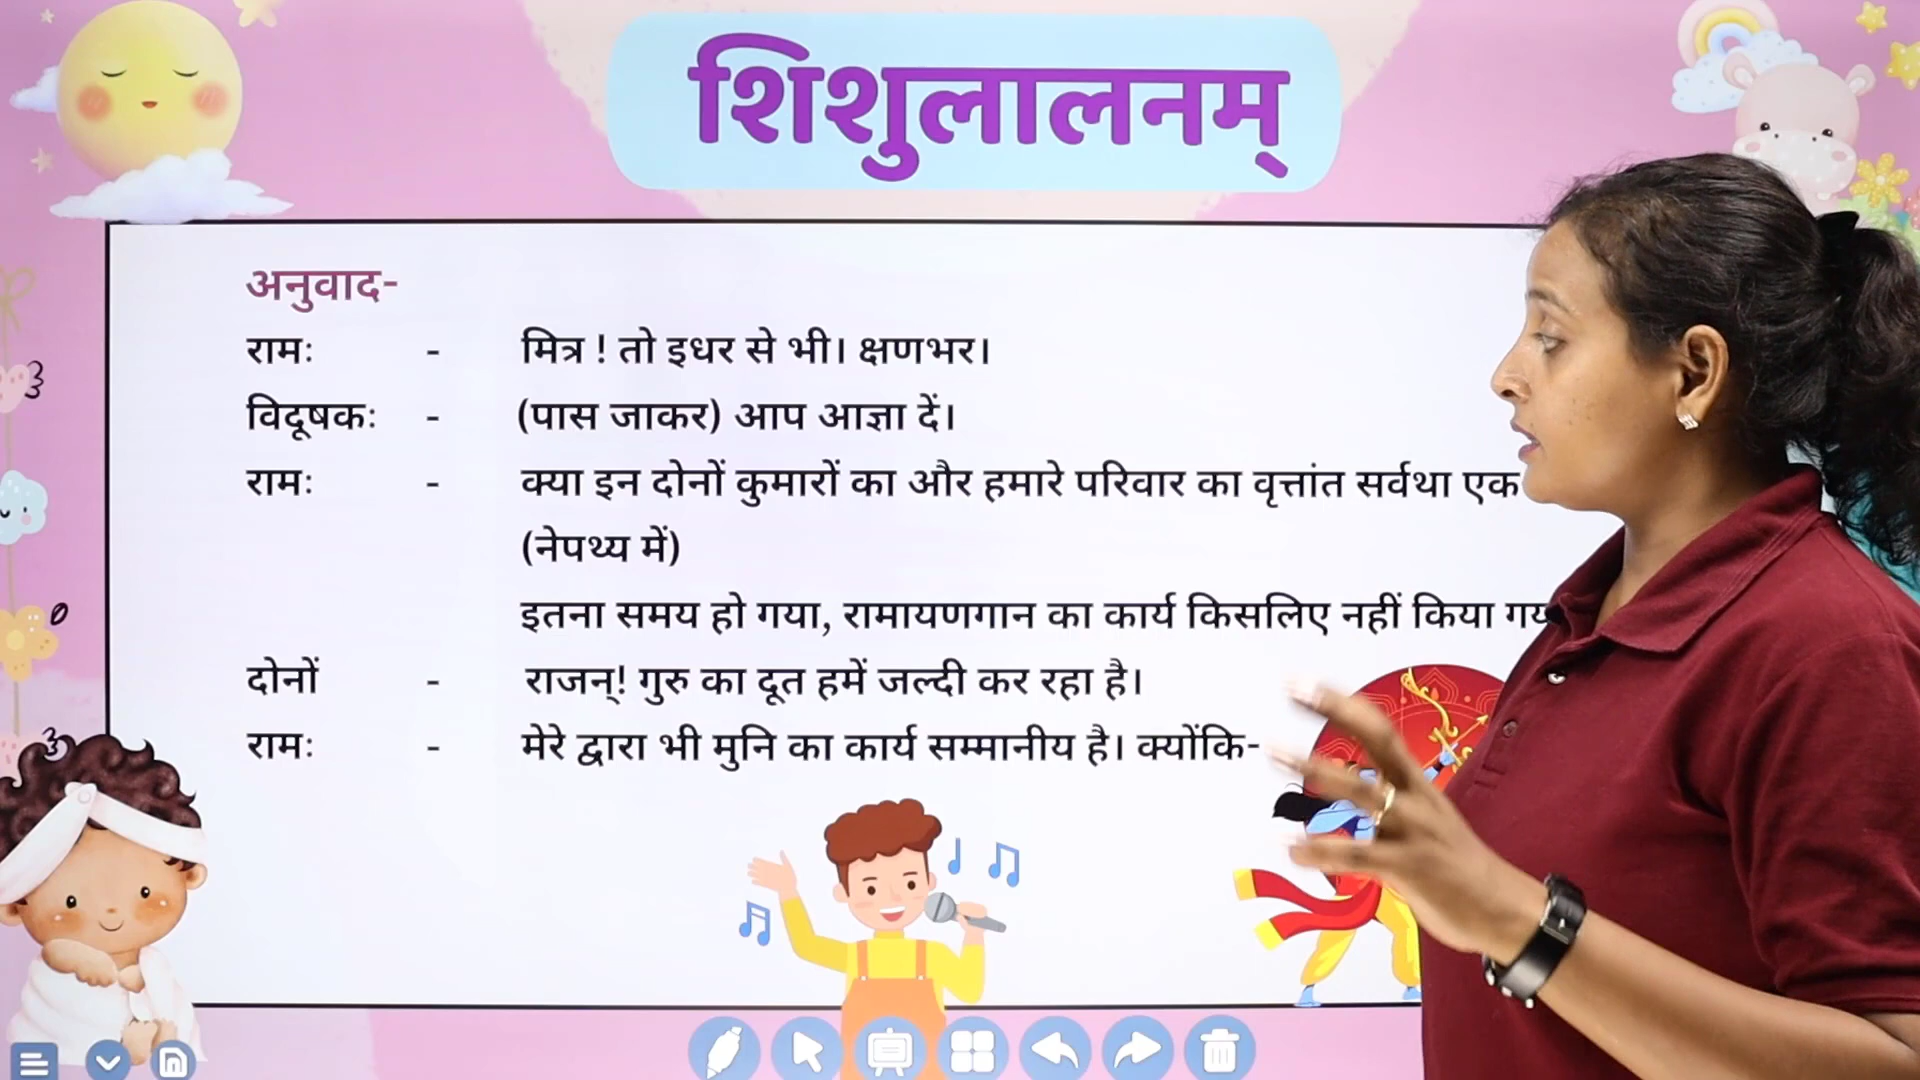 शिशुलालनम्
अनुवाद-
रामः - मित्र ! तो इधर से भी। क्षणभर।
विदूषकः - (पास जाकर) आप आज्ञा दें।
रामः - क्या इन दोनों कुमारों का और हमारे परिवार का वृत्तांत सर्वथा एक
(नेपथ्य में)
इतना समय हो गया, रामायणगान का कार्य किसलिए नहीं किया
दोनों - राजन्! गुरु का दूत हमें जल्दी कर रहा है।
रामः - मेरे द्वारा भी मुनि का कार्य सम्मानीय है। क्योंकि-